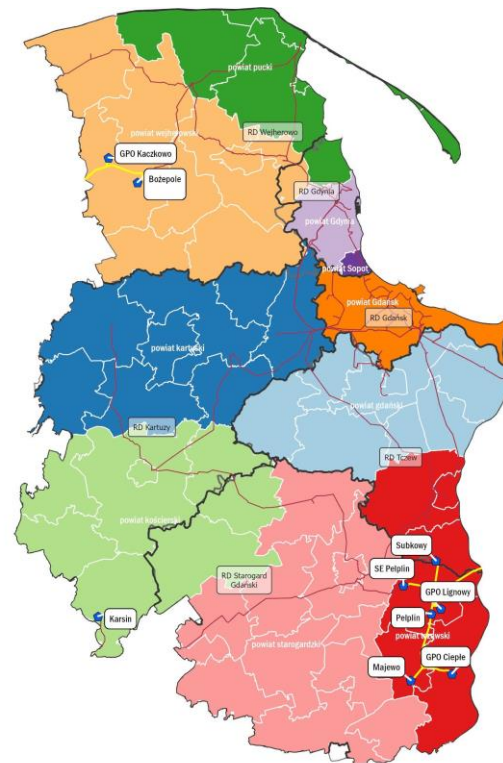 powiat pucki
powiat wejherowski
RD Wejherowo
GPO Kaczkowo
Bożepole
RD Gdynia
powiat Gdynia
powiat Sopot
powiat Gdańsk
RD Gdańsk
powiat kartuski
powiat gdański
RD Kartuzy
RD Tczew
powiat kościerski
Subkowy
SE Pelplin
RD Starogard
Gdański
GPO Lignowy
Pelplin
Karsin
powiat tczewski
powiat starogardzki
Majewo
GPO Ciepłe